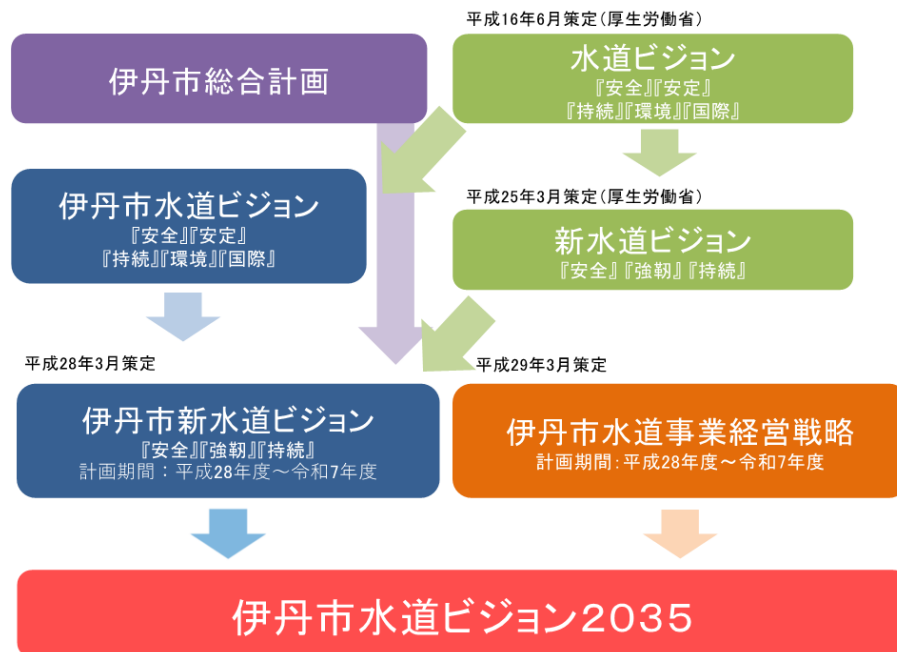 平成16年6月策定(厚生労働省)
伊丹市総合計画
水道ビジョン
『安全』『安定』
『持続』『環境』『国際』
伊丹市水道ビジョン
『安全』『安定』
『持続』『環境』『国際』
平成25年3月策定(厚生労働省)
新水道ビジョン
『安全』『強靭』『持続』
平成28年3月策定
平成29年3月策定
伊丹市新水道ビジョン
『安全』『強靭』『持続』
計画期間：平成28年度～令和7年度
伊丹市水道事業経営戦略
計画期間：平成28年度～令和7年度
伊丹市水道ビジョン２０３５